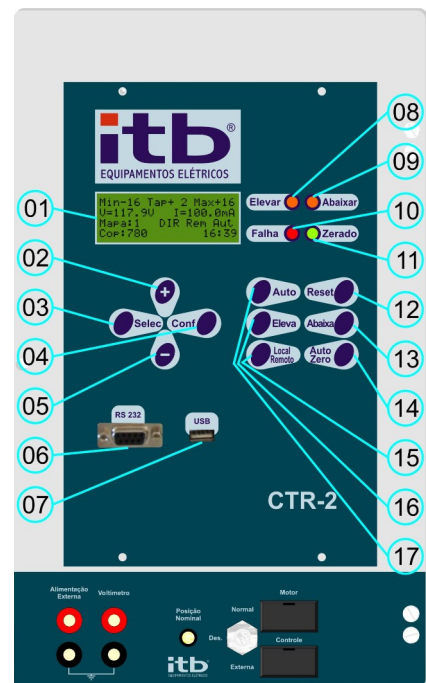 itb®
EQUIPAMENTOS ELÉTRICOS
08
09
Elevar Abaixar
01
Min-16 Tap+ 2 Max+16
V=117.9V I=100.0mA
Mapa:1 DIR Rem Aut
Cop:780 16:39
Falha Zerado
10
11
02
+
03
Selec Conf
Auto Reset
12
04
Eleva Abaixa
13
05
−
Local
Remoto
Auto
Zero
14
RS 232
USB
15
06
07
16
CTR-2
17
Alimentação
Externa
Voltímetro
Posição
Nominal
Normal
Motor
Des.
Controle
Externa
itb
EQUIPAMENTOS ELÉTRICOS